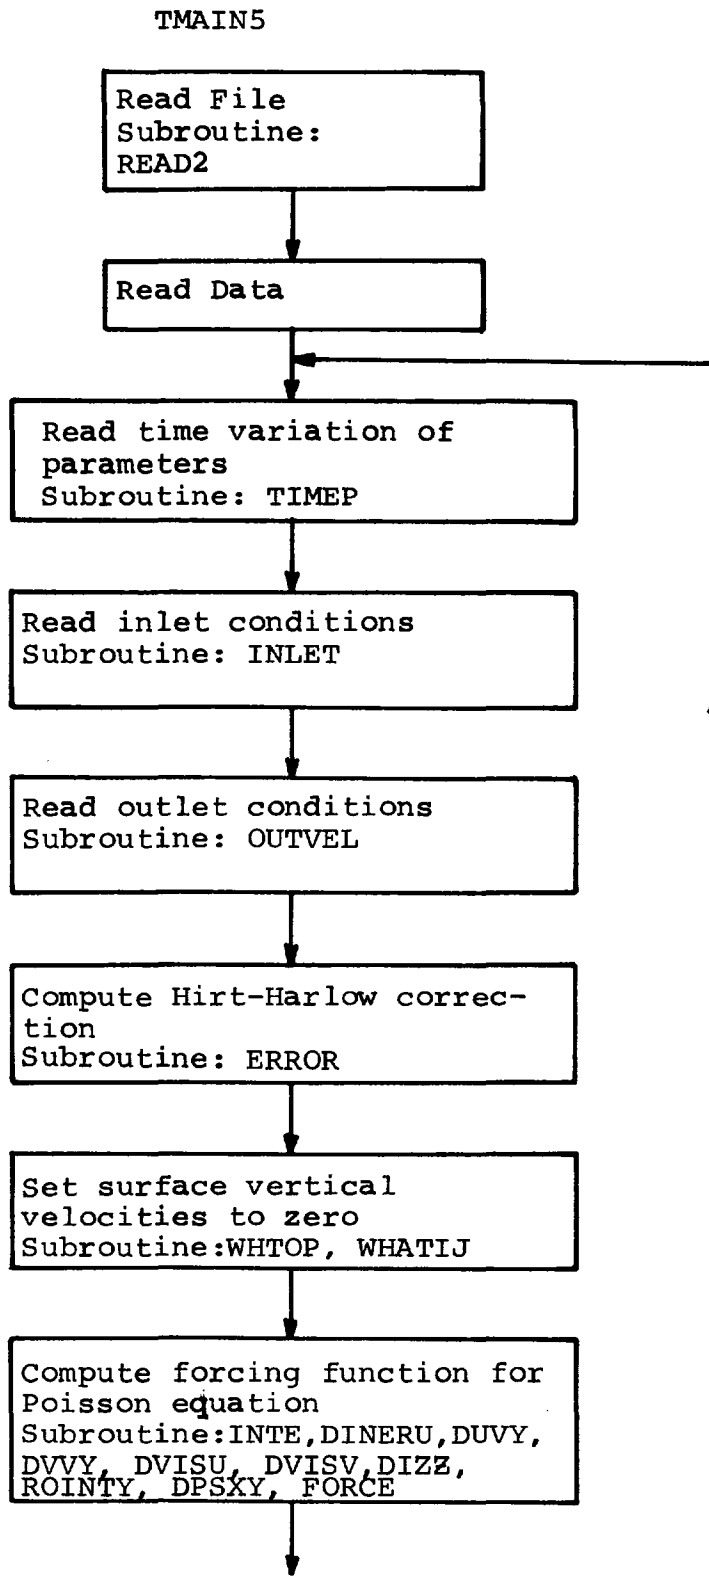 TMAIN5
Read File
Subroutine:
READ2
Read Data
Read time variation of
parameters
Subroutine: TIMEP
Read inlet conditions
Subroutine: INLET
Read outlet conditions
Subroutine: OUTVEL
Compute Hirt-Harlow correc-
tion
Subroutine: ERROR
Set surface vertical
velocities to zero
Subroutine:WHTOP, WHATIJ
Compute forcing function for
Poisson equation
Subroutine:INTE,DINERU,DUVY,
DVVY, DVISU, DVISV,DIZZ,
ROINTY, DPSXY, FORCE